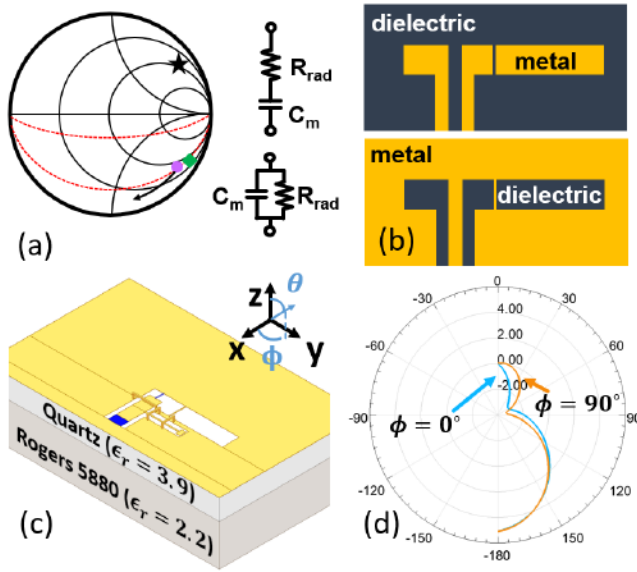 R_rad
C_m
C_m
R_rad
(a)
dielectric
metal
metal
dielectric
(b)
z
θ
x
ϕ
y
Quartz (ϵ_r = 3.9)
Rogers 5880 (ϵ_r = 2.2)
(c)
0
-30
30
4.00
-60
2.00
60
0.00
-2.00
-90
90
ϕ = 0°
ϕ = 90°
-120
120
-150
150
-180
(d)